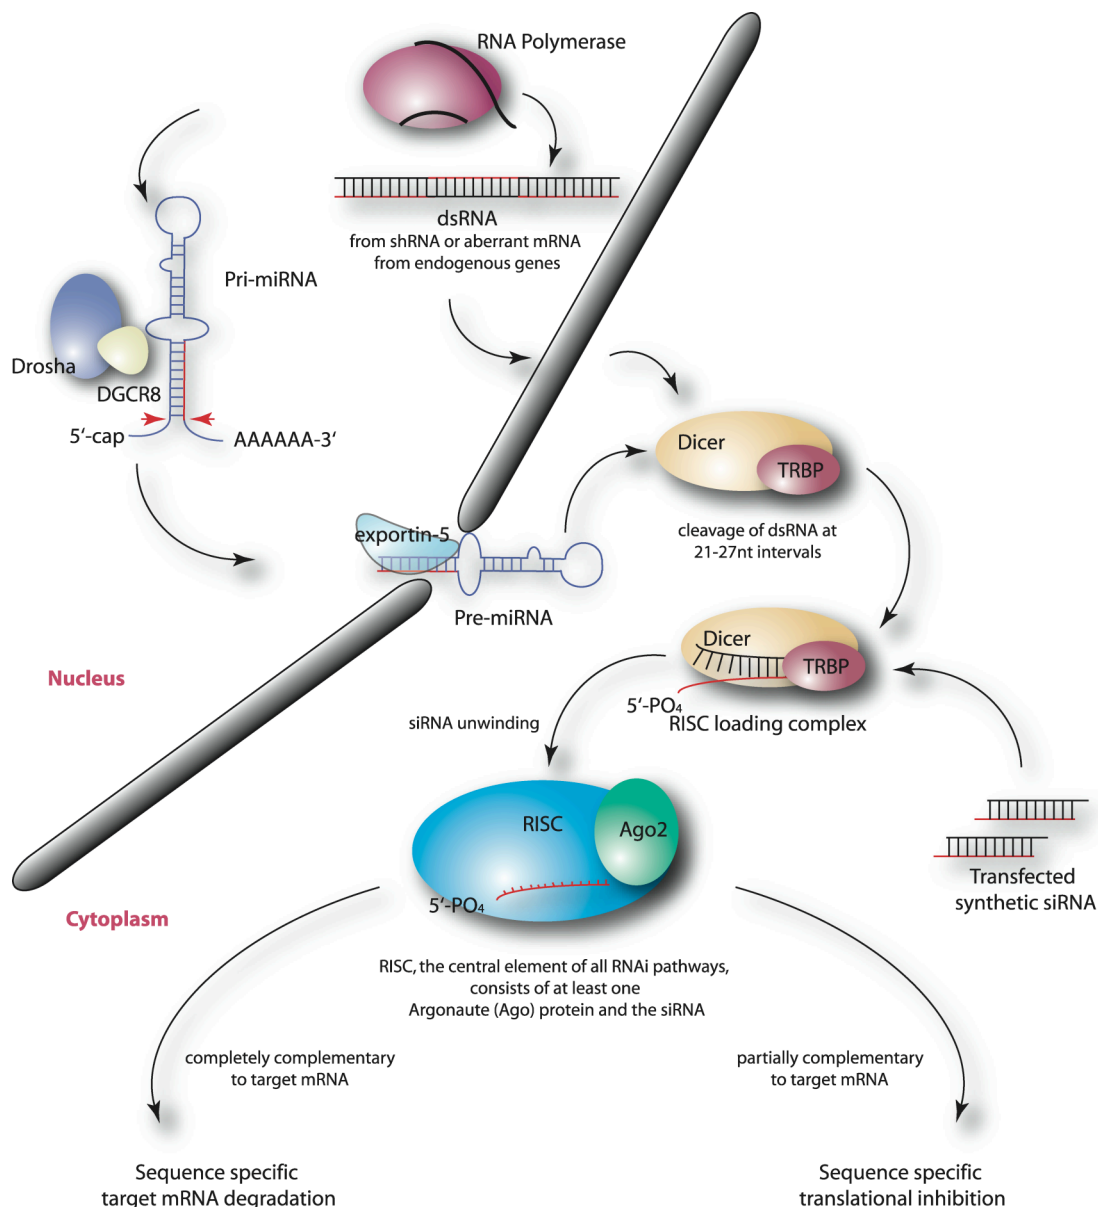 RNA Polymerase
dsRNA
from shRNA or aberrant mRNA
from endogenous genes
Pri-miRNA
Drosha
DGCR8
5‘-cap
AAAAAA-3‘
Dicer
TRBP
cleavage of dsRNA at
21-27nt intervals
exportin-5
Pre-miRNA
Nucleus
Dicer
TRBP
5‘-PO₄
RISC loading complex
siRNA unwinding
RISC
Ago2
5‘-PO₄
Transfected
synthetic siRNA
Cytoplasm
RISC, the central element of all RNAi pathways,
consists of at least one
Argonaute (Ago) protein and the siRNA
completely complementary
to target mRNA
partially complementary
to target mRNA
Sequence specific
target mRNA degradation
Sequence specific
translational inhibition